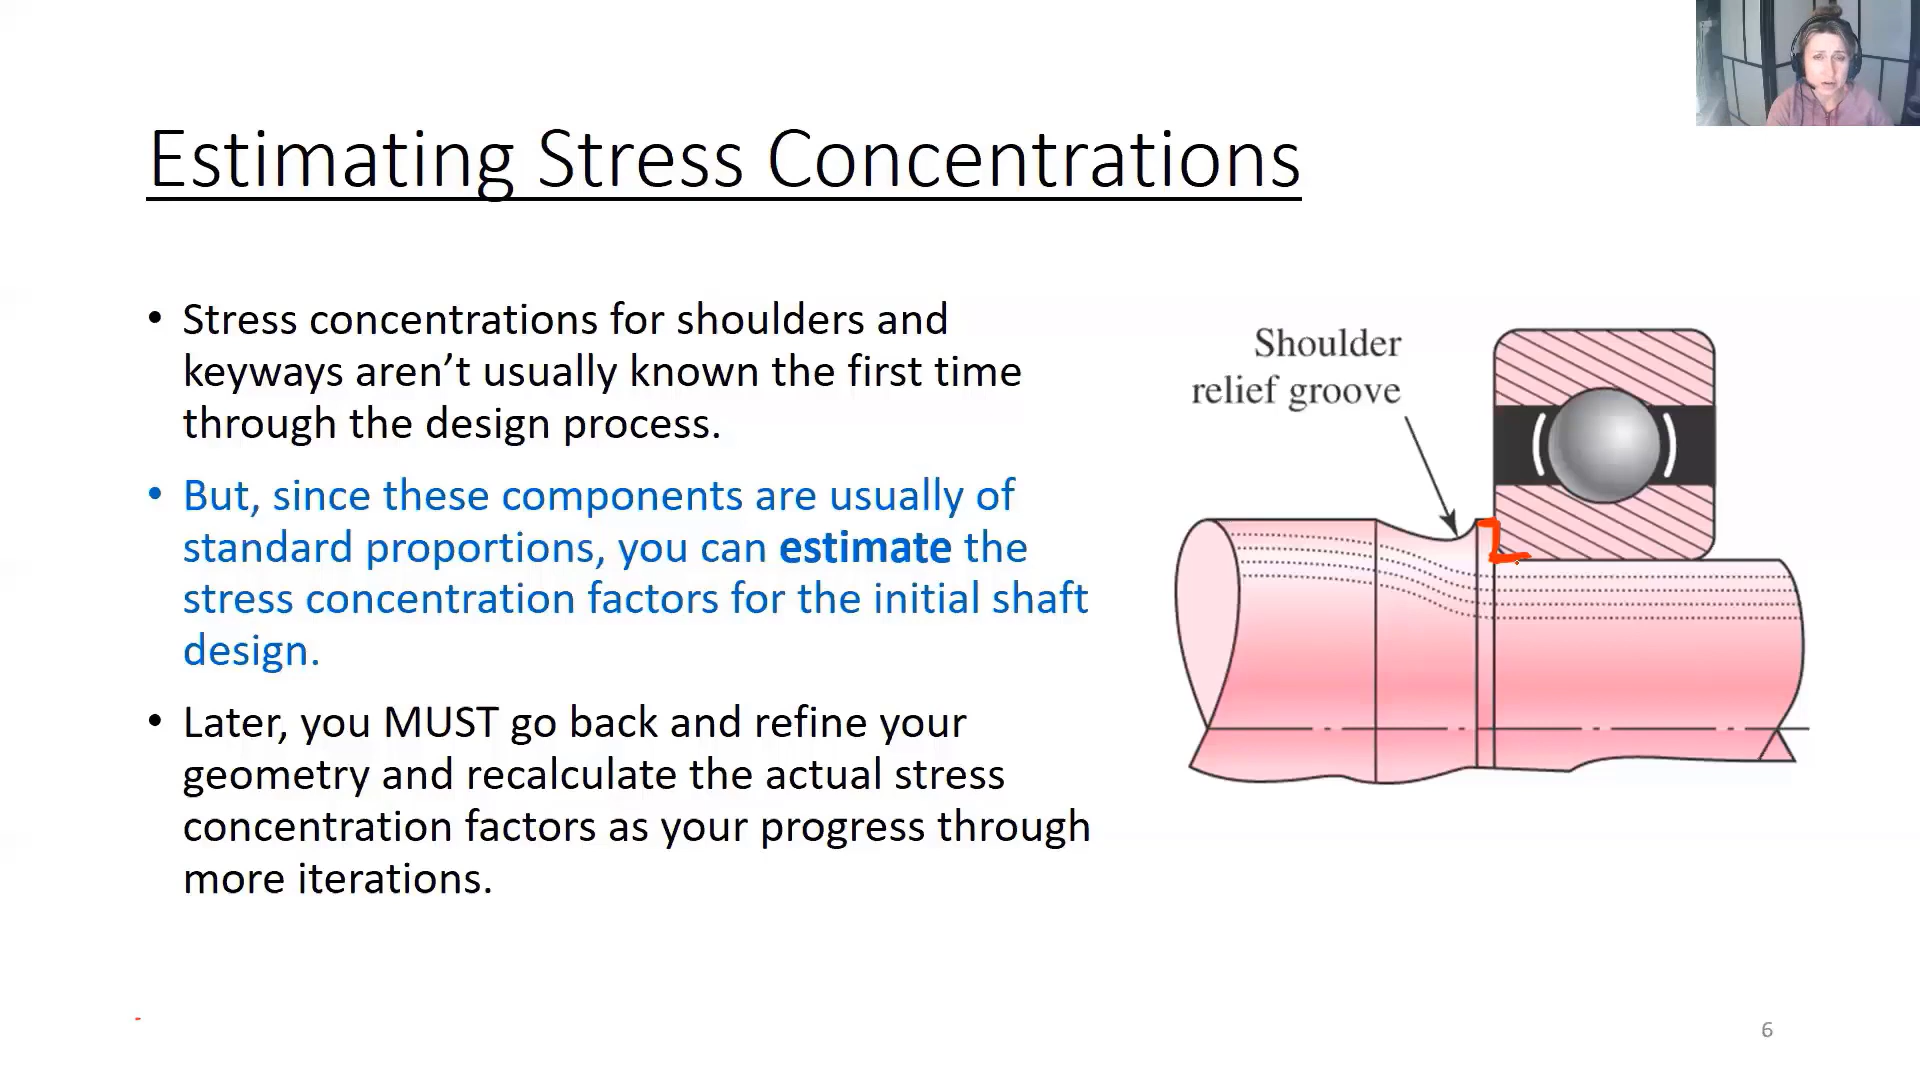 Estimating Stress Concentrations
• Stress concentrations for shoulders and
keyways aren’t usually known the first time
through the design process.
• But, since these components are usually of
standard proportions, you can estimate the
stress concentration factors for the initial shaft
design.
• Later, you MUST go back and refine your
geometry and recalculate the actual stress
concentration factors as your progress through
more iterations.
Shoulder
relief groove
6